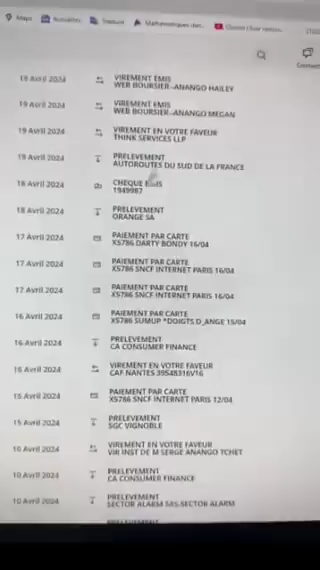 Maps
Actualités
Traduire
Mathématiques dan...
19 Avril 2024
VIREMENT EMIS
WEB BOURSIER-ANANGO HAILEY
19 Avril 2024
VIREMENT EMIS
WEB BOURSIER-ANANGO MEGAN
19 Avril 2024
VIREMENT EN VOTRE FAVEUR
THINK SERVICES LLP
19 Avril 2024
PRELEVEMENT
AUTOROUTES DU SUD DE LA FRANCE
18 Avril 2024
CHEQUE EMIS
1949987
18 Avril 2024
PRELEVEMENT
ORANGE SA
17 Avril 2024
PAIEMENT PAR CARTE
X5786 DARTY BONDY 16/04
17 Avril 2024
PAIEMENT PAR CARTE
X5786 SNCF INTERNET PARIS 16/04
17 Avril 2024
PAIEMENT PAR CARTE
X5786 SNCF INTERNET PARIS 16/04
16 Avril 2024
PAIEMENT PAR CARTE
X5786 SUMUP *DOIGTS D_ANGE 15/04
16 Avril 2024
PRELEVEMENT
CA CONSUMER FINANCE
16 Avril 2024
VIREMENT EN VOTRE FAVEUR
CAF NANTES 3954S316V16
15 Avril 2024
PAIEMENT PAR CARTE
X5786 SNCF INTERNET PARIS 12/04
15 Avril 2024
PRELEVEMENT
SGC VIGNOBLE
10 Avril 2024
VIREMENT EN VOTRE FAVEUR
VIR INST DE M SERGE ANANGO TCHET
10 Avril 2024
PRELEVEMENT
CA CONSUMER FINANCE
10 Avril 2024
PRELEVEMENT
SECTOR ALARM SAS-SECTOR ALARM
PRELEVEMENT